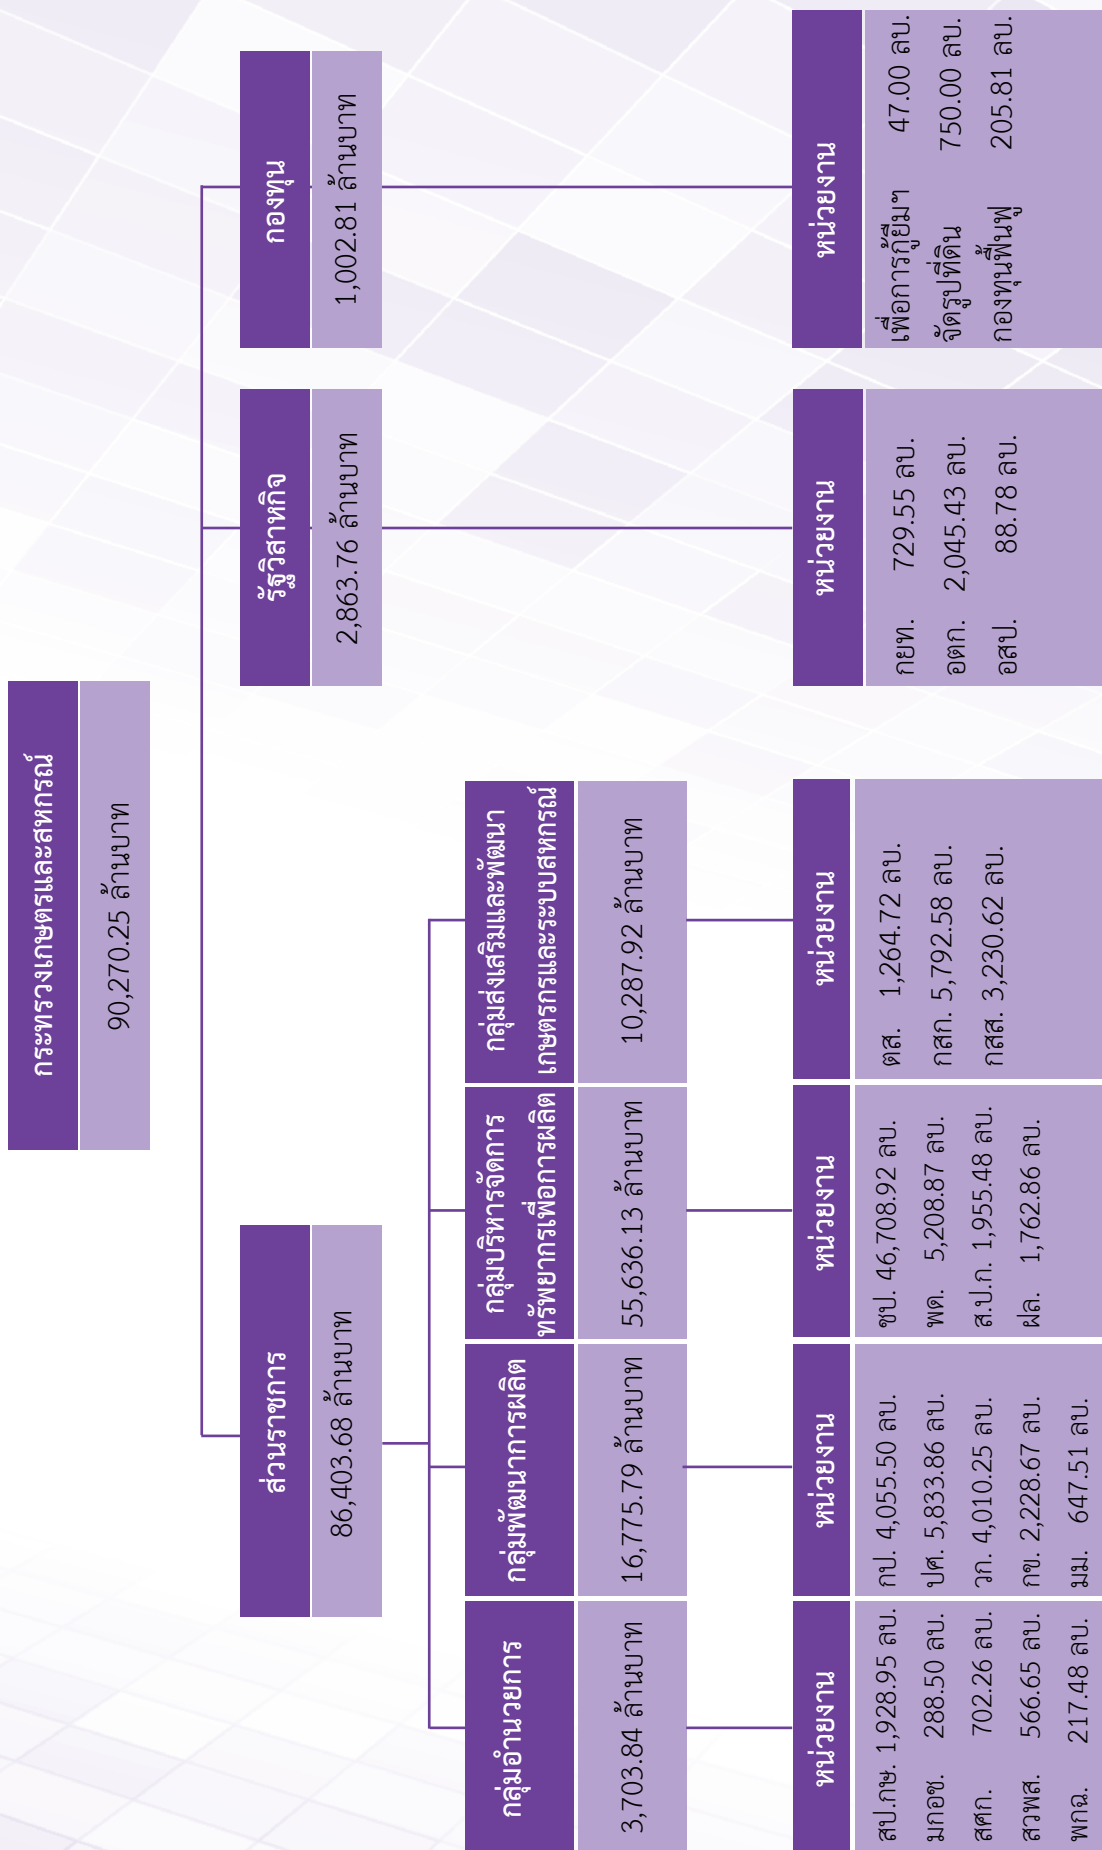 กระทรวงเกษตรและสหกรณ์
90,270.25 ล้านบาท
ส่วนราชการ
86,403.68 ล้านบาท
รัฐวิสาหกิจ
2,863.76 ล้านบาท
กองทุน
1,002.81 ล้านบาท
กลุ่มอำนวยการ
3,703.84 ล้านบาท
กลุ่มพัฒนาการผลิต
16,775.79 ล้านบาท
กลุ่มบริหารจัดการ
ทรัพยากรเพื่อการผลิต
55,636.13 ล้านบาท
กลุ่มส่งเสริมและพัฒนา
เกษตรกรและระบบสหกรณ์
10,287.92 ล้านบาท
หน่วยงาน
สป.กษ. 1,928.95 ลบ.
มกอช. 288.50 ลบ.
สศก. 702.26 ลบ.
สวพส. 566.65 ลบ.
พกฉ. 217.48 ลบ.
หน่วยงาน
กป. 4,055.50 ลบ.
ปศ. 5,833.86 ลบ.
วก. 4,010.25 ลบ.
กข. 2,228.67 ลบ.
มม. 647.51 ลบ.
หน่วยงาน
ชป. 46,708.92 ลบ.
พด. 5,208.87 ลบ.
ส.ป.ก. 1,955.48 ลบ.
ฝล. 1,762.86 ลบ.
หน่วยงาน
ตส. 1,264.72 ลบ.
กสก. 5,792.58 ลบ.
กสส. 3,230.62 ลบ.
หน่วยงาน
กยท. 729.55 ลบ.
อตก. 2,045.43 ลบ.
อสป. 88.78 ลบ.
หน่วยงาน
เพื่อการกู้ยืมฯ 47.00 ลบ.
จัดรูปที่ดิน 750.00 ลบ.
กองทุนฟื้นฟู 205.81 ลบ.